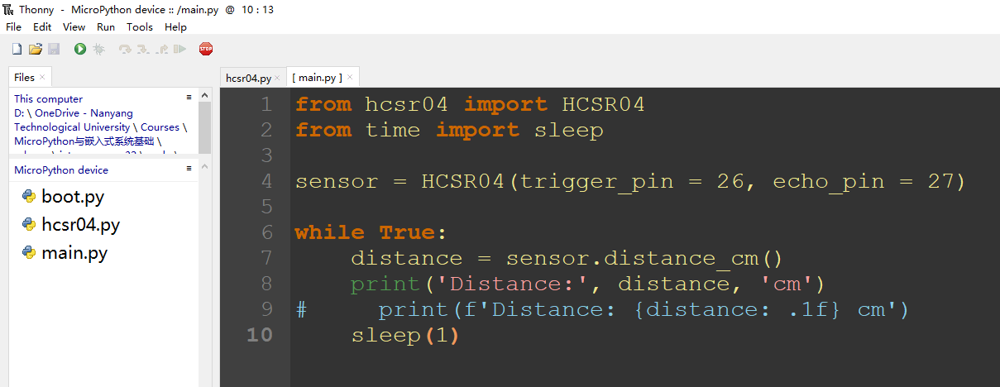 Thonny - MicroPython device :: /main.py @ 10 : 13
File Edit View Run Tools Help
STOP
Files
hcsr04.py
[ main.py ]
This computer
D: \ OneDrive - Nanyang
Technological University \ Courses \
MicroPython与嵌入式系统基础 \
MicroPython device
boot.py
hcsr04.py
main.py
1 from hcsr04 import HCSR04
2 from time import sleep
3
4 sensor = HCSR04(trigger_pin = 26, echo_pin = 27)
5
6 while True:
7 distance = sensor.distance_cm()
8 print('Distance:', distance, 'cm')
9 # print(f'Distance: {distance: .1f} cm')
10 sleep(1)